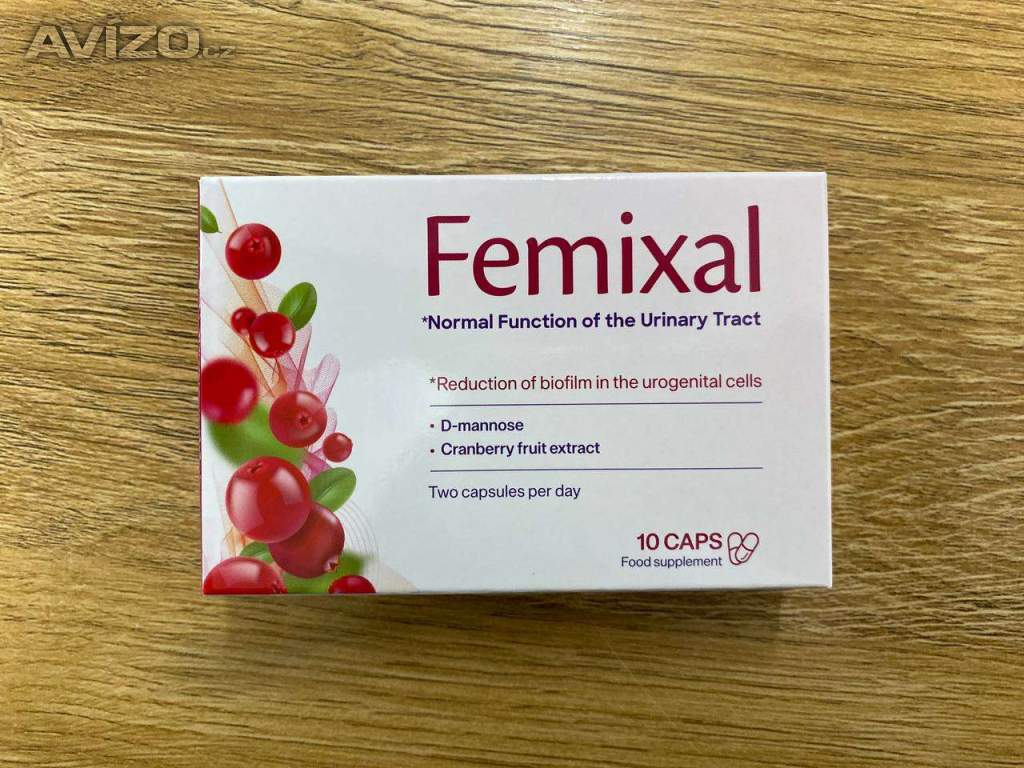 AVIZO.cz
Femixal
*Normal Function of the Urinary Tract
*Reduction of biofilm in the urogenital cells
• D-mannose
• Cranberry fruit extract
Two capsules per day
10 CAPS
Food supplement